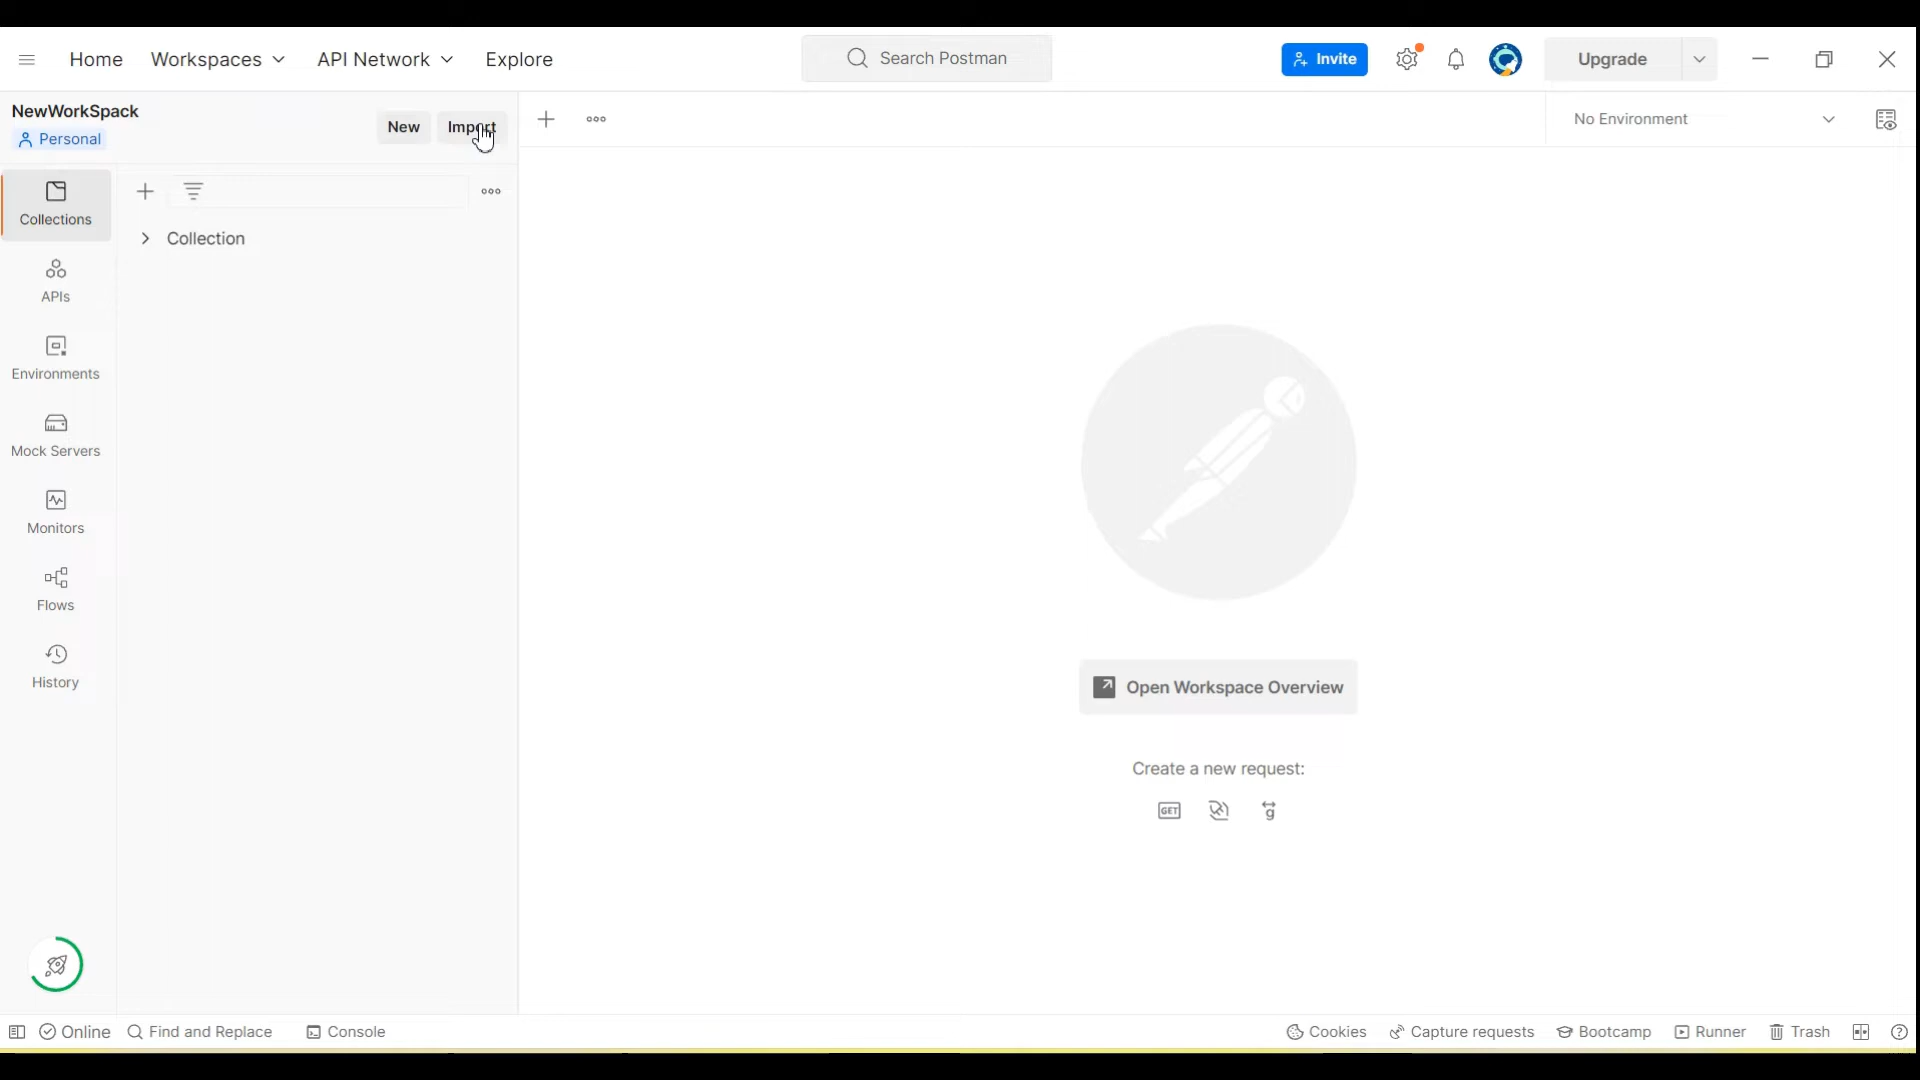 Home Workspaces API Network Explore Search Postman Invite Upgrade
NewWorkSpack
Personal
New Import
No Environment
Collections
APIs
Environments
Mock Servers
Monitors
Flows
History
Collection
Open Workspace Overview
Create a new request:
GET
g
Online Find and Replace Console Cookies Capture requests Bootcamp Runner Trash